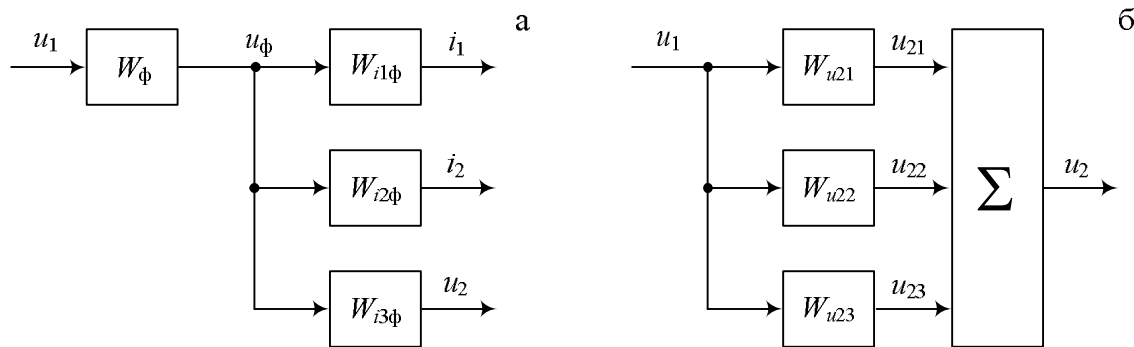 а
u₁
Wф
uф
Wi1ф
i₁
Wi2ф
i₂
Wi3ф
u₂
б
u₁
Wu21
u₂₁
Wu22
u₂₂
Wu23
u₂₃
Σ
u₂